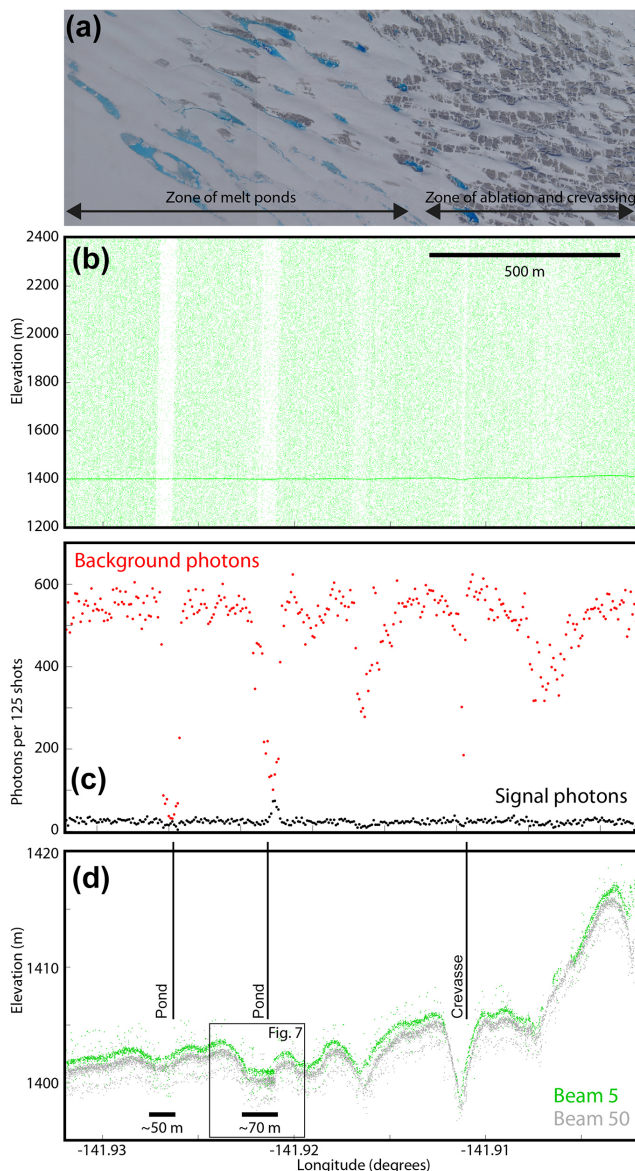 (a)
Zone of melt ponds
Zone of ablation and crevassing
(b)
500 m
Elevation (m)
2400
2200
2000
1800
1600
1400
1200
Background photons
Photons per 125 shots
600
400
200
0
(c)
Signal photons
(d)
Elevation (m)
1420
1410
1400
Pond
Pond
Crevasse
Fig. 7
Beam 5
Beam 50
~50 m
~70 m
-141.93
-141.92
-141.91
Longitude (degrees)